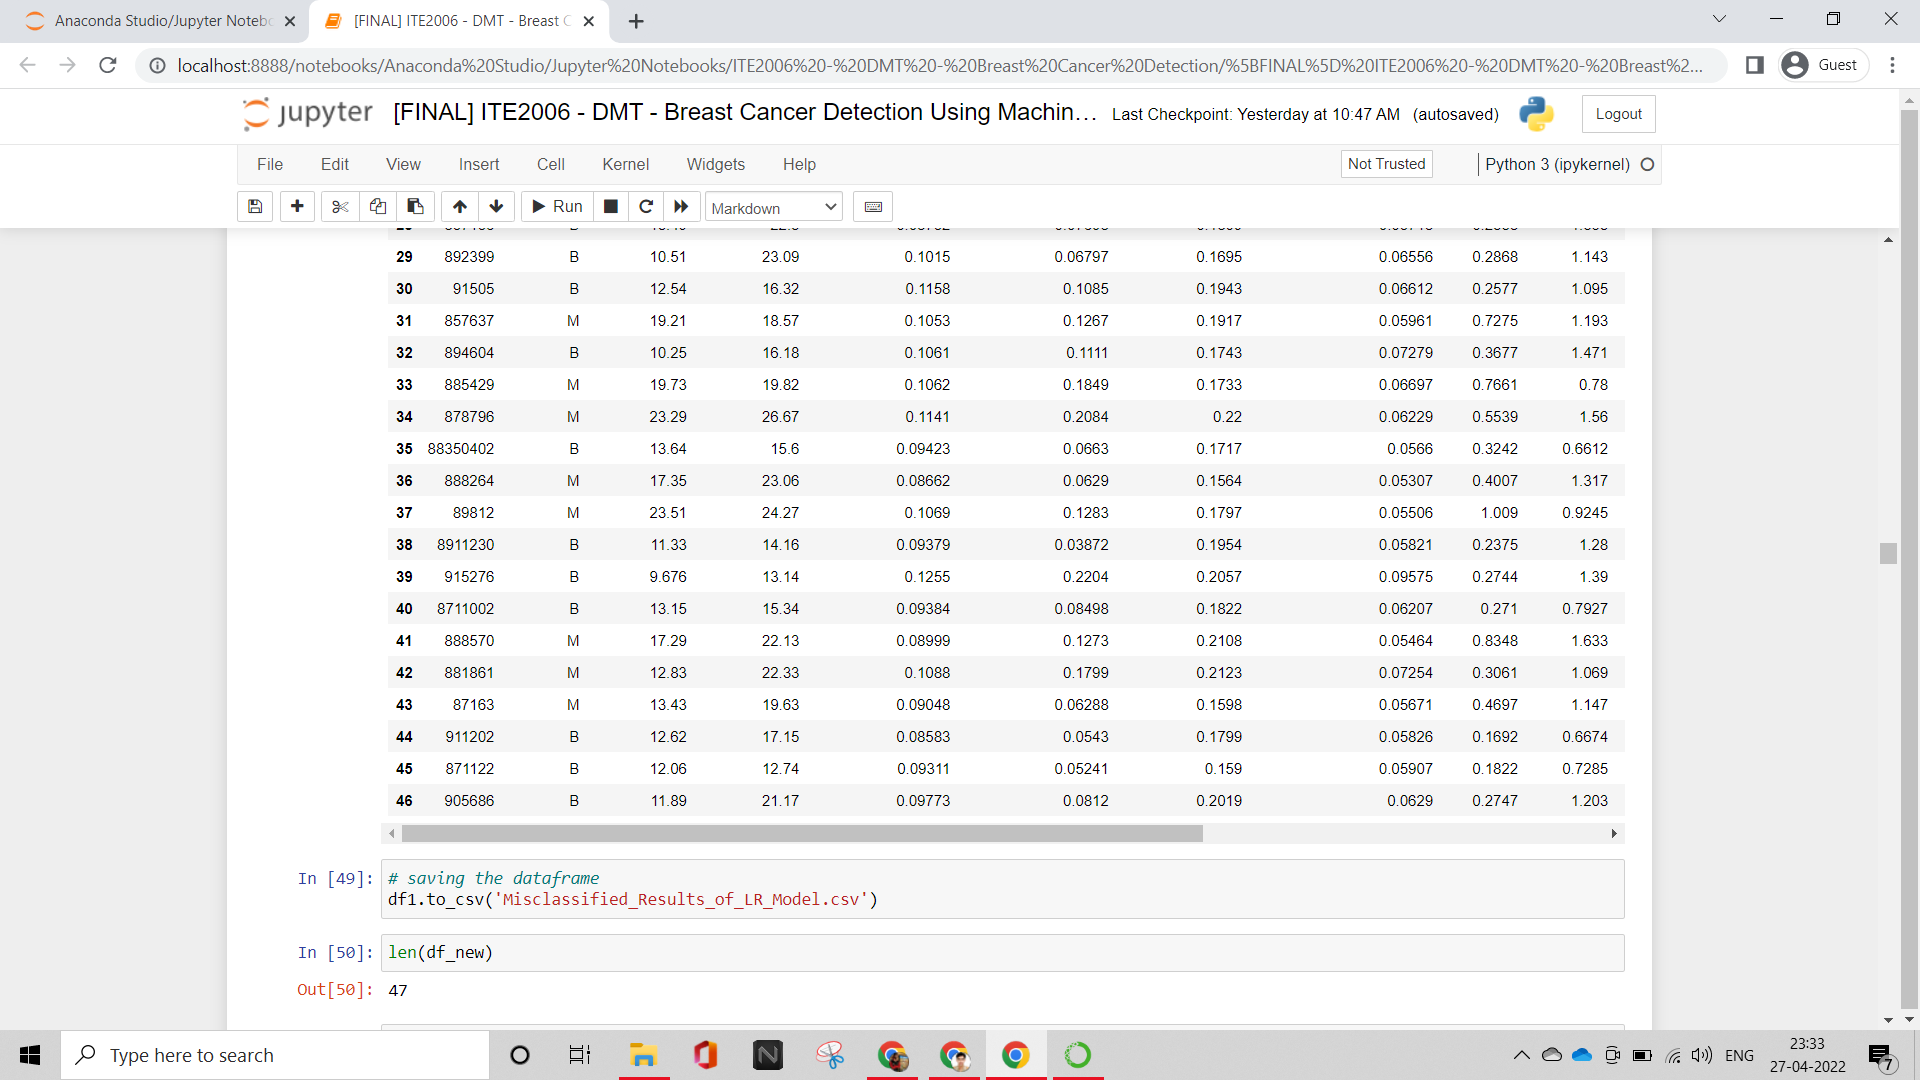 Anaconda Studio/Jupyter Notebo
[FINAL] ITE2006 - DMT - Breast C
localhost:8888/notebooks/Anaconda%20Studio/Jupyter%20Notebooks/ITE2006%20-%20DMT%20-%20Breast%20Cancer%20Detection/%5BFINAL%5D%20ITE2006%20-%20DMT%20-%20Breast%2...
Guest
jupyter [FINAL] ITE2006 - DMT - Breast Cancer Detection Using Machin... Last Checkpoint: Yesterday at 10:47 AM (autosaved) Logout
File Edit View Insert Cell Kernel Widgets Help Not Trusted Python 3 (ipykernel)
Run Markdown
29 892399 B 10.51 23.09 0.1015 0.06797 0.1695 0.06556 0.2868 1.143
30 91505 B 12.54 16.32 0.1158 0.1085 0.1943 0.06612 0.2577 1.095
31 857637 M 19.21 18.57 0.1053 0.1267 0.1917 0.05961 0.7275 1.193
32 894604 B 10.25 16.18 0.1061 0.1111 0.1743 0.07279 0.3677 1.471
33 885429 M 19.73 19.82 0.1062 0.1849 0.1733 0.06697 0.7661 0.78
34 878796 M 23.29 26.67 0.1141 0.2084 0.22 0.06229 0.5539 1.56
35 88350402 B 13.64 15.6 0.09423 0.0663 0.1717 0.0566 0.3242 0.6612
36 888264 M 17.35 23.06 0.08662 0.0629 0.1564 0.05307 0.4007 1.317
37 89812 M 23.51 24.27 0.1069 0.1283 0.1797 0.05506 1.009 0.9245
38 8911230 B 11.33 14.16 0.09379 0.03872 0.1954 0.05821 0.2375 1.28
39 915276 B 9.676 13.14 0.1255 0.2204 0.2057 0.09575 0.2744 1.39
40 8711002 B 13.15 15.34 0.09384 0.08498 0.1822 0.06207 0.271 0.7927
41 888570 M 17.29 22.13 0.08999 0.1273 0.2108 0.05464 0.8348 1.633
42 881861 M 12.83 22.33 0.1088 0.1799 0.2123 0.07254 0.3061 1.069
43 87163 M 13.43 19.63 0.09048 0.06288 0.1598 0.05671 0.4697 1.147
44 911202 B 12.62 17.15 0.08583 0.0543 0.1799 0.05826 0.1692 0.6674
45 871122 B 12.06 12.74 0.09311 0.05241 0.159 0.05907 0.1822 0.7285
46 905686 B 11.89 21.17 0.09773 0.0812 0.2019 0.0629 0.2747 1.203
In [49]: # saving the dataframe
df1.to_csv('Misclassified_Results_of_LR_Model.csv')
In [50]: len(df_new)
Out[50]: 47
Type here to search
ENG
23:33
27-04-2022
7